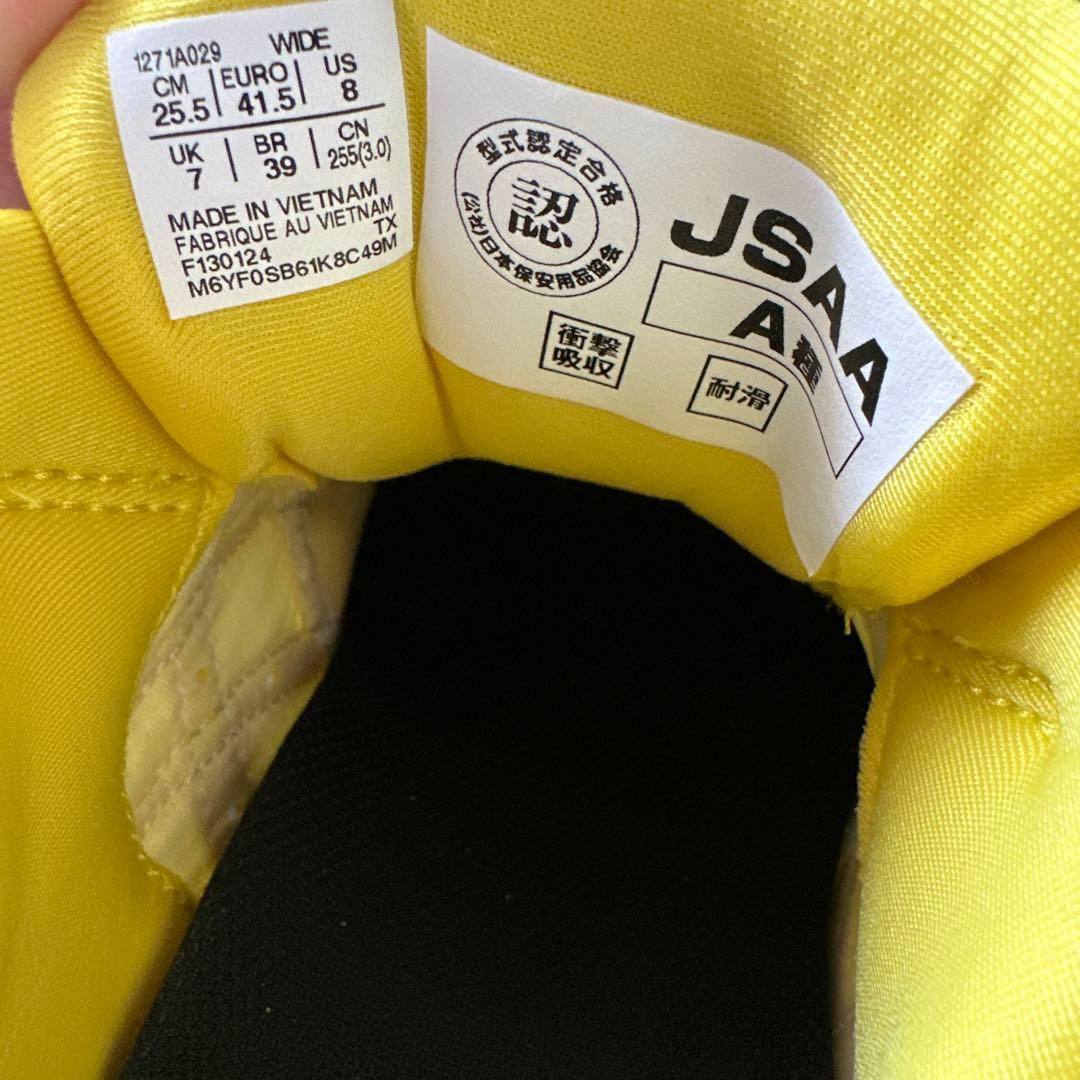 1271A029 WIDE
CM EURO US
25.5 41.5 8
UK BR CN
7 39 255(3.0)
MADE IN VIETNAM
FABRIQUE AU VIETNAM
F130124 TX
M6YF0SB61K8C49M
型式認定合格
認
(公社)日本保安用品協会
JSAA
A種
衝撃
吸収
耐滑